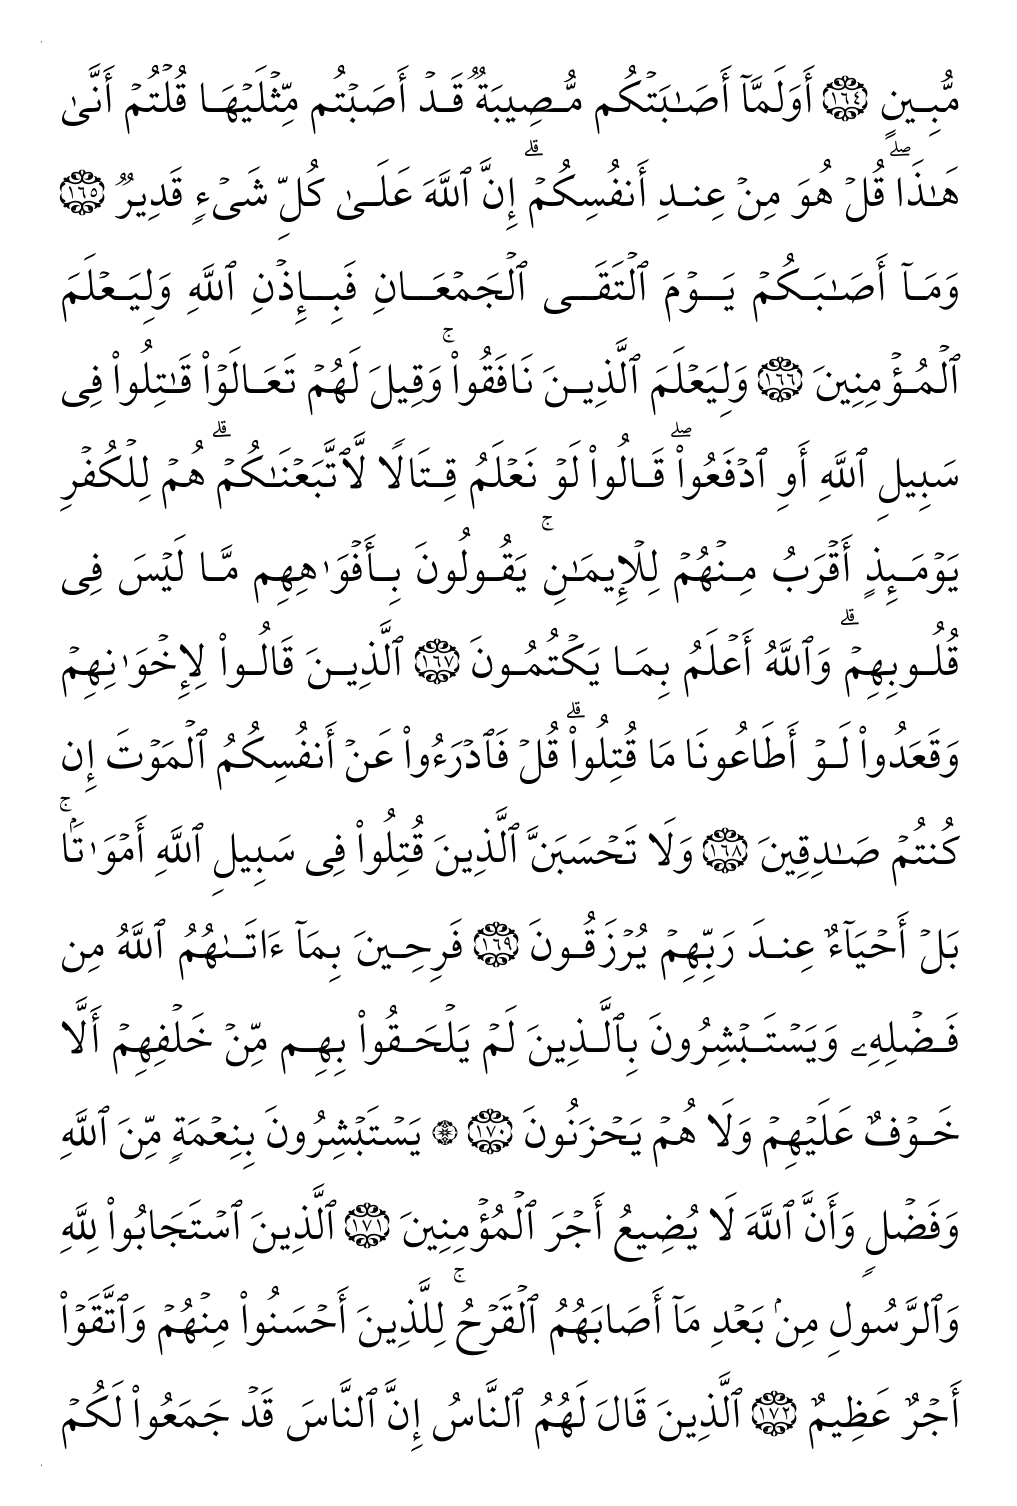 مُّبِينٍ ۝١٦٤ أَوَلَمَّآ أَصَـٰبَتۡكُم مُّصِيبَةٌ قَدۡ أَصَبۡتُم مِّثۡلَيۡهَا قُلۡتُمۡ أَنَّىٰ
هَـٰذَاۖ قُلۡ هُوَ مِنۡ عِندِ أَنفُسِكُمۡۗ إِنَّ ٱللَّهَ عَلَىٰ كُلِّ شَىۡءٍ قَدِيرٌ ۝١٦٥
وَمَآ أَصَـٰبَكُمۡ يَوۡمَ ٱلۡتَقَى ٱلۡجَمۡعَانِ فَبِإِذۡنِ ٱللَّهِ وَلِيَعۡلَمَ
ٱلۡمُؤۡمِنِينَ ۝١٦٦ وَلِيَعۡلَمَ ٱلَّذِينَ نَافَقُواْۚ وَقِيلَ لَهُمۡ تَعَالَوۡاْ قَـٰتِلُواْ فِى
سَبِيلِ ٱللَّهِ أَوِ ٱدۡفَعُواْۖ قَالُواْ لَوۡ نَعۡلَمُ قِتَالًا لَّٱتَّبَعۡنَـٰكُمۡۗ هُمۡ لِلۡكُفۡرِ
يَوۡمَئِذٍ أَقۡرَبُ مِنۡهُمۡ لِلۡإِيمَـٰنِۚ يَقُولُونَ بِأَفۡوَٰهِهِم مَّا لَيۡسَ فِى
قُلُوبِهِمۡۗ وَٱللَّهُ أَعۡلَمُ بِمَا يَكۡتُمُونَ ۝١٦٧ ٱلَّذِينَ قَالُواْ لِإِخۡوَٰنِهِمۡ
وَقَعَدُواْ لَوۡ أَطَاعُونَا مَا قُتِلُواْۗ قُلۡ فَٱدۡرَءُواْ عَنۡ أَنفُسِكُمُ ٱلۡمَوۡتَ إِن
كُنتُمۡ صَـٰدِقِينَ ۝١٦٨ وَلَا تَحۡسَبَنَّ ٱلَّذِينَ قُتِلُواْ فِى سَبِيلِ ٱللَّهِ أَمۡوَٰتَۢاۚ
بَلۡ أَحۡيَآءٌ عِندَ رَبِّهِمۡ يُرۡزَقُونَ ۝١٦٩ فَرِحِينَ بِمَآ ءَاتَىٰهُمُ ٱللَّهُ مِن
فَضۡلِهِۦ وَيَسۡتَبۡشِرُونَ بِٱلَّذِينَ لَمۡ يَلۡحَقُواْ بِهِم مِّنۡ خَلۡفِهِمۡ أَلَّا
خَوۡفٌ عَلَيۡهِمۡ وَلَا هُمۡ يَحۡزَنُونَ ۝١٧٠ ۞ يَسۡتَبۡشِرُونَ بِنِعۡمَةٍ مِّنَ ٱللَّهِ
وَفَضۡلٍ وَأَنَّ ٱللَّهَ لَا يُضِيعُ أَجۡرَ ٱلۡمُؤۡمِنِينَ ۝١٧١ ٱلَّذِينَ ٱسۡتَجَابُواْ لِلَّهِ
وَٱلرَّسُولِ مِنۢ بَعۡدِ مَآ أَصَابَهُمُ ٱلۡقَرۡحُۚ لِلَّذِينَ أَحۡسَنُواْ مِنۡهُمۡ وَٱتَّقَوۡاْ
أَجۡرٌ عَظِيمٌ ۝١٧٢ ٱلَّذِينَ قَالَ لَهُمُ ٱلنَّاسُ إِنَّ ٱلنَّاسَ قَدۡ جَمَعُواْ لَكُمۡ